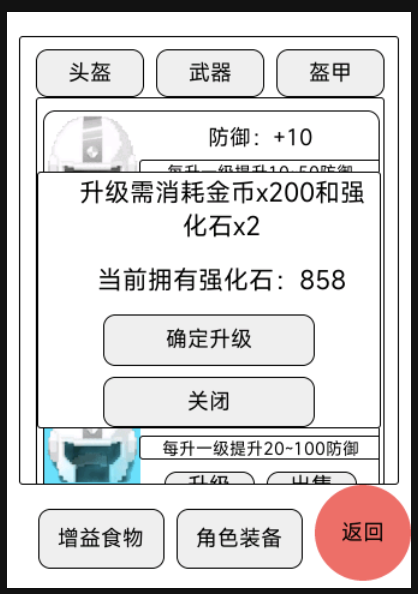 头盔
武器
盔甲
防御：+10
每升一级提升10~50防御
升级需消耗金币x200和强
化石x2
当前拥有强化石：858
确定升级
关闭
每升一级提升20~100防御
升级
出售
增益食物
角色装备
返回